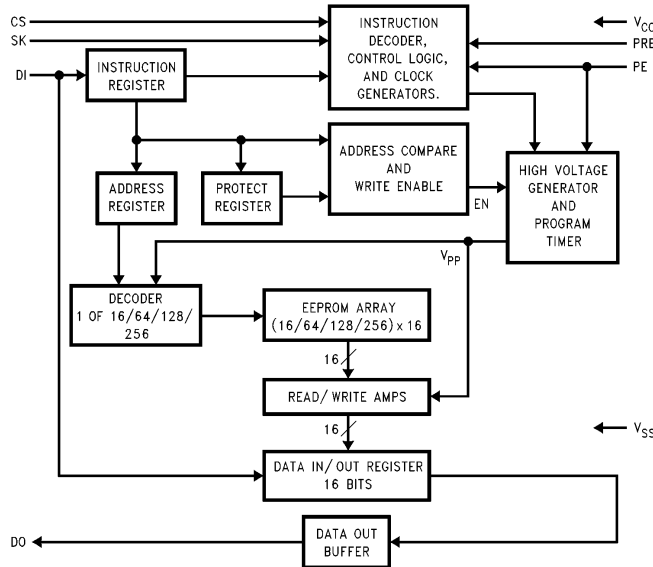 CS
SK
DI
INSTRUCTION
REGISTER
INSTRUCTION
DECODER,
CONTROL LOGIC,
AND CLOCK
GENERATORS.
VCC
PRE
PE
ADDRESS
REGISTER
PROTECT
REGISTER
ADDRESS COMPARE
AND
WRITE ENABLE
EN
HIGH VOLTAGE
GENERATOR
AND
PROGRAM
TIMER
VPP
DECODER
1 OF 16/64/128/
256
EEPROM ARRAY
(16/64/128/256) x 16
16
READ/WRITE AMPS
16
VSS
DATA IN/OUT REGISTER
16 BITS
DO
DATA OUT
BUFFER